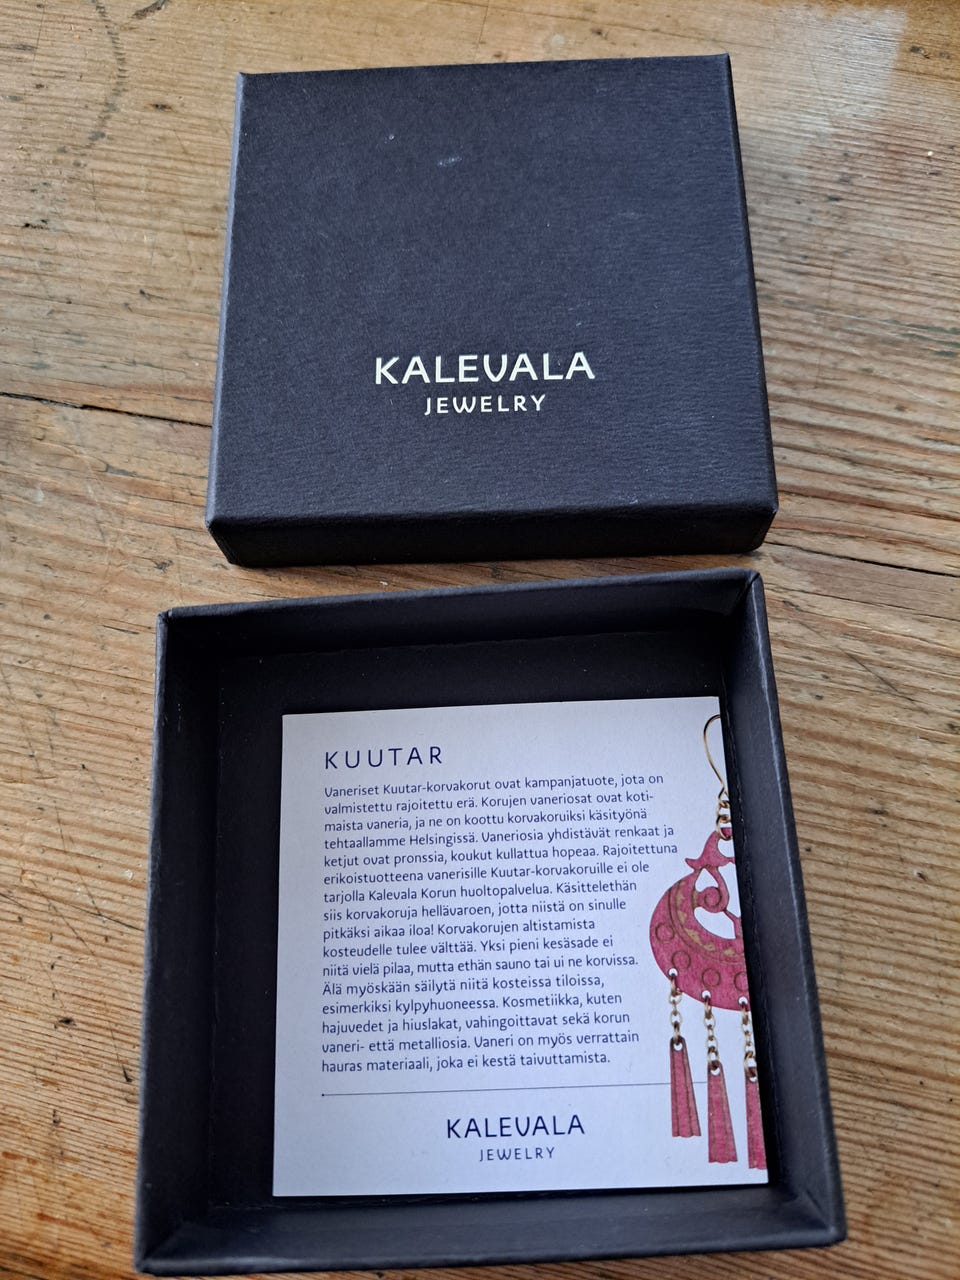 KALEVALA
JEWELRY
KUUTAR
Vaneriset Kuutar-korvakorut ovat kampanjatuote, jota on
valmistettu rajoitettu erä. Korujen vaneriosat ovat koti-
maista vaneria, ja ne on koottu korvakoruiksi käsityönä
tehtaallamme Helsingissä. Vaneriosia yhdistävät renkaat ja
ketjut ovat pronssia, koukut kullattua hopeaa. Rajoitettuna
erikoistuotteena vanerisille Kuutar-korvakoruille ei ole
tarjolla Kalevala Korun huoltopalvelua. Käsittelethän
siis korvakoruja hellävaroen, jotta niistä on sinulle
pitkäksi aikaa iloa! Korvakorujen altistamista
kosteudelle tulee välttää. Yksi pieni kesäsade ei
niitä vielä pilaa, mutta ethän sauno tai ui ne korvissa.
Älä myöskään säilytä niitä kosteissa tiloissa,
esimerkiksi kylpyhuoneessa. Kosmetiikka, kuten
hajuvedet ja hiuslakat, vahingoittavat sekä korun
vaneri- että metalliosia. Vaneri on myös verrattain
hauras materiaali, joka ei kestä taivuttamista.
KALEVALA
JEWELRY